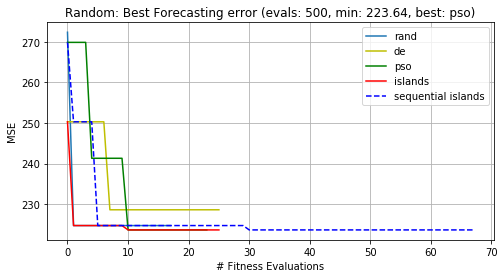 Random: Best Forecasting error (evals: 500, min: 223.64, best: pso)
270
260
250
240
230
MSE
rand
de
pso
islands
sequential islands
0 10 20 30 40 50 60 70
# Fitness Evaluations